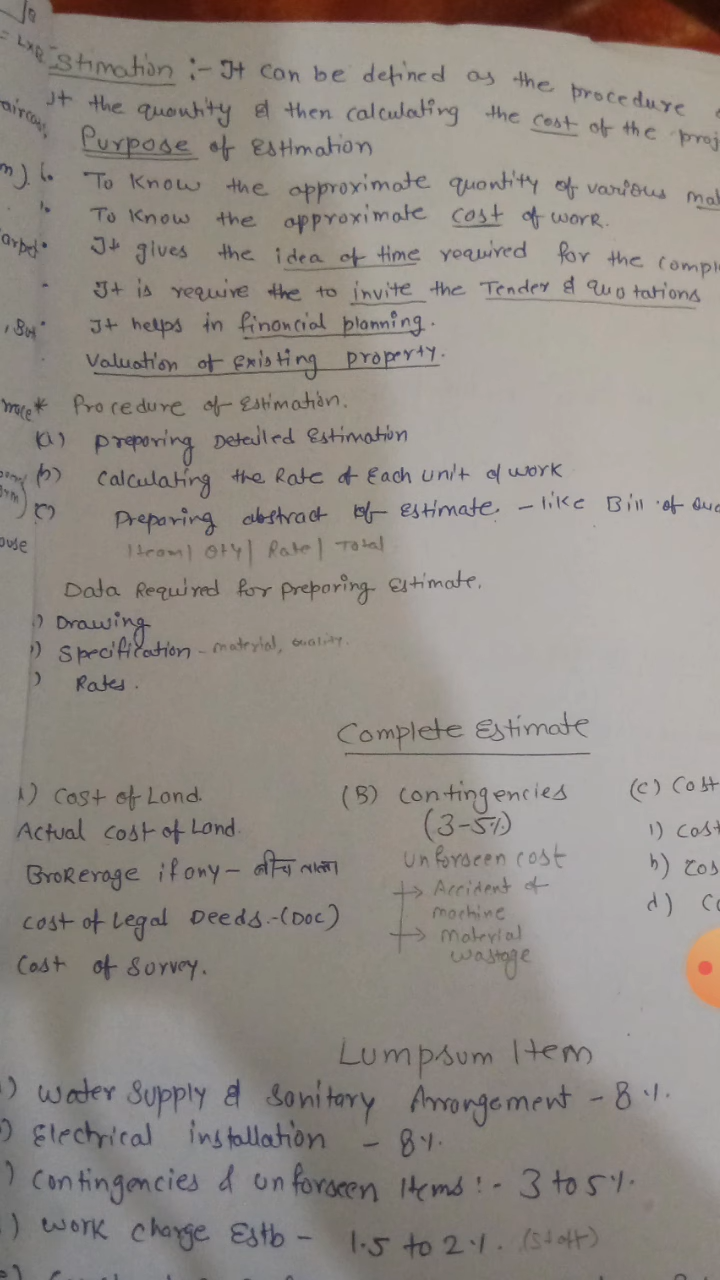 Estimation :- It can be defined as the procedure
It the quantity & then calculating the cost of the proj
Purpose of Estimation
To Know the approximate quantity of various mat
To Know the approximate cost of work.
It gives the idea of time required for the comple
It is require the to invite the Tender & Quotations
It helps in financial planning.
Valuation of Existing property.
* Procedure of Estimation.
(a) Preparing Detailed Estimation
(b) Calculating the Rate of Each unit of work
(c) Preparing abstract of Estimate. - like Bill of Qua
Iteam | Qty | Rate | Total
Data Required for preparing Estimate.
) Drawing
) Specification - material, quality.
) Rates.
Complete Estimate
) Cost of Land.
Actual cost of Land.
Brokerage if any - बीच वाला
Cost of Legal Deeds.-(Doc)
Cost of Survey.
(B) Contingencies
(3-5%)
Unforseen cost
→ Accident of
machine
→ material
wastage
(C) Cost
1) Cost
b) Cos
d) Co
Lumpsum Item
) Water Supply & Sanitary Arrangement - 8%.
) Electrical installation - 8%.
) Contingencies & unforseen Items :- 3 to 5%.
) Work Charge Estb - 1.5 to 2%. (Staff)